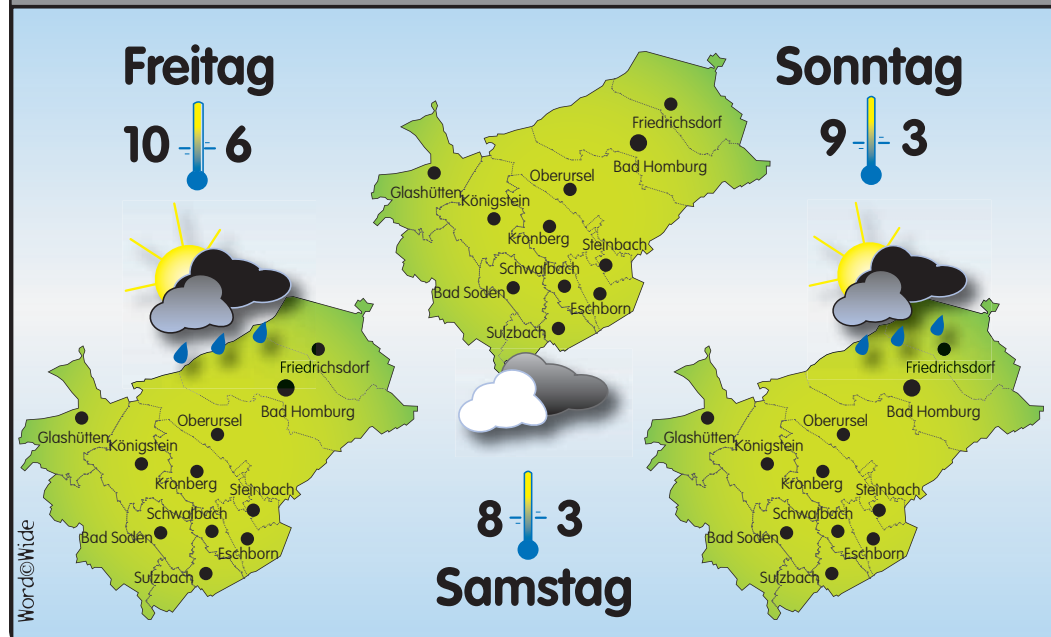 Freitag
10 6
Friedrichsdorf
Bad Homburg
Oberursel
Glashütten
Königstein
Kronberg
Steinbach
Schwalbach
Bad Soden
Eschborn
Sulzbach
Friedrichsdorf
Bad Homburg
Oberursel
Glashütten
Königstein
Kronberg
Steinbach
Schwalbach
Bad Soden
Eschborn
Sulzbach
8 3
Samstag
Sonntag
9 3
Friedrichsdorf
Bad Homburg
Oberursel
Glashütten
Königstein
Kronberg
Steinbach
Schwalbach
Bad Soden
Eschborn
Sulzbach
Word©Wide